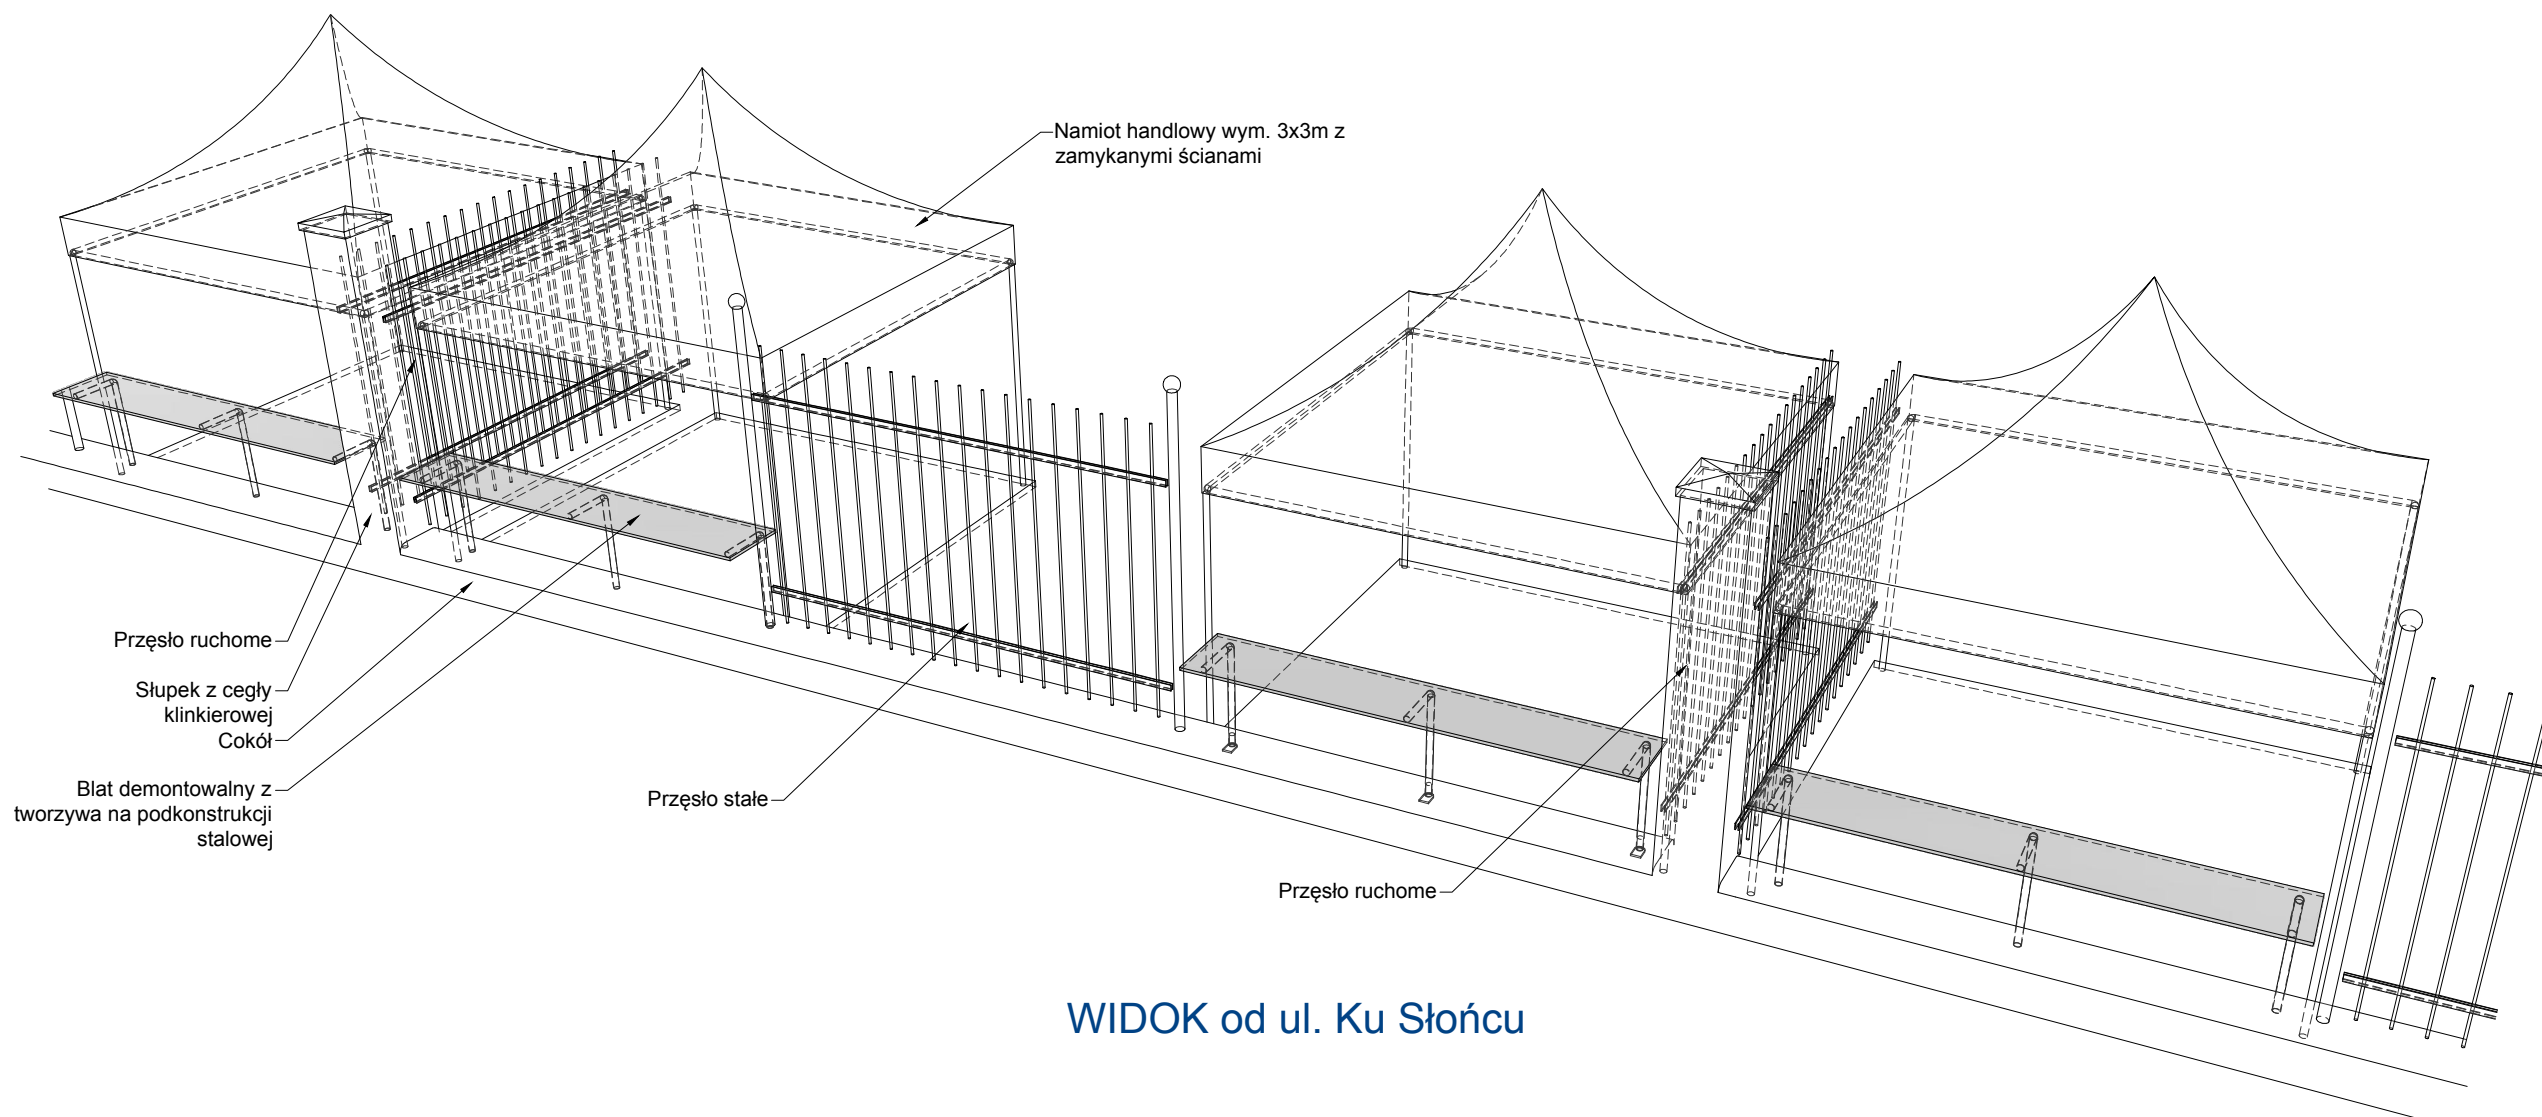 Namiot handlowy wym. 3x3m z
zamykanymi ścianami
Przęsło ruchome
Słupek z cegły
klinkierowej
Cokół
Blat demontowalny z
tworzywa na podkonstrukcji
stalowej
Przęsło stałe
Przęsło ruchome
WIDOK od ul. Ku Słońcu